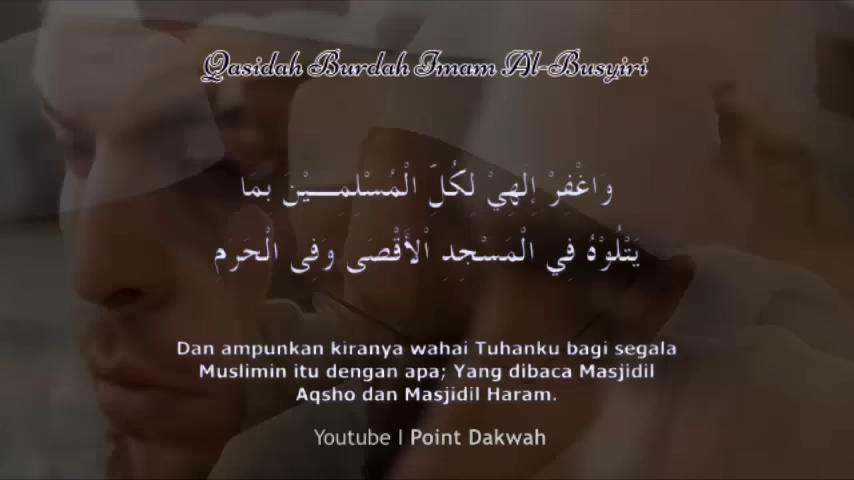 Qasidah Burdah Imam Al-Busyiri
وَاغْفِرْ إِلَهِيْ لِكُلِّ الْمُسْلِمِـــيْنَ بِمَا
يَتْلُوْهُ فِي الْمَسْجِدِ الْأَقْصَى وَفِى الْحَرَمِ
Dan ampunkan kiranya wahai Tuhanku bagi segala
Muslimin itu dengan apa; Yang dibaca Masjidil
Aqsho dan Masjidil Haram.
Youtube | Point Dakwah